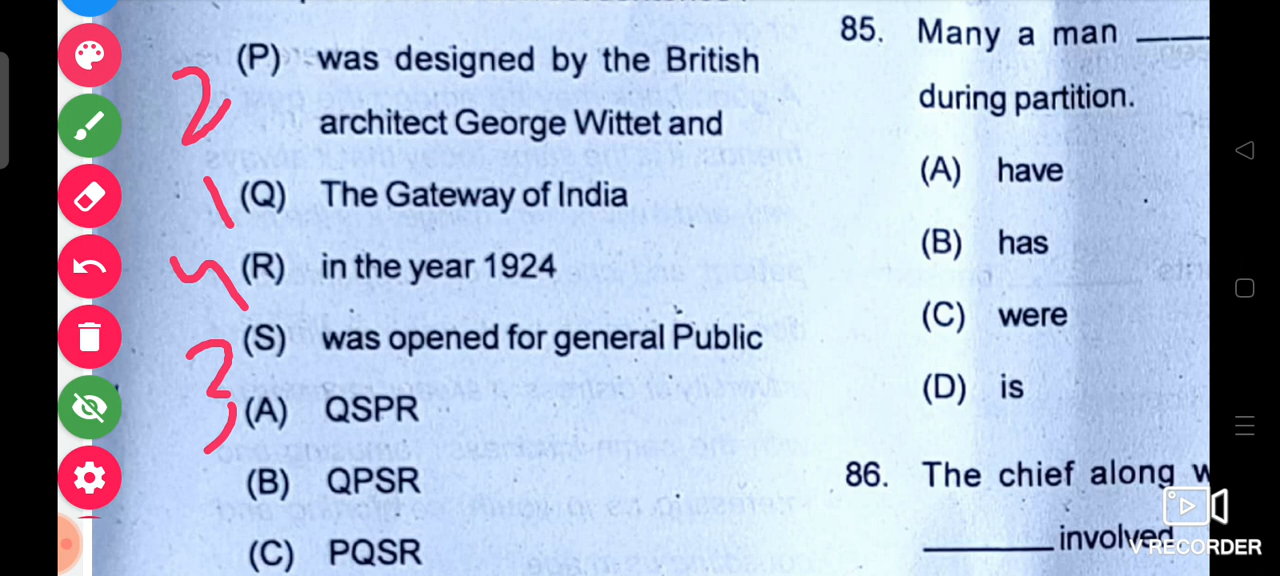 (P) was designed by the British
architect George Wittet and
(Q) The Gateway of India
(R) in the year 1924
(S) was opened for general Public
(A) QSPR
(B) QPSR
(C) PQSR
2
1
4
3
85. Many a man ____
during partition.
(A) have
(B) has
(C) were
(D) is
86. The chief along w
____ involved
V RECORDER